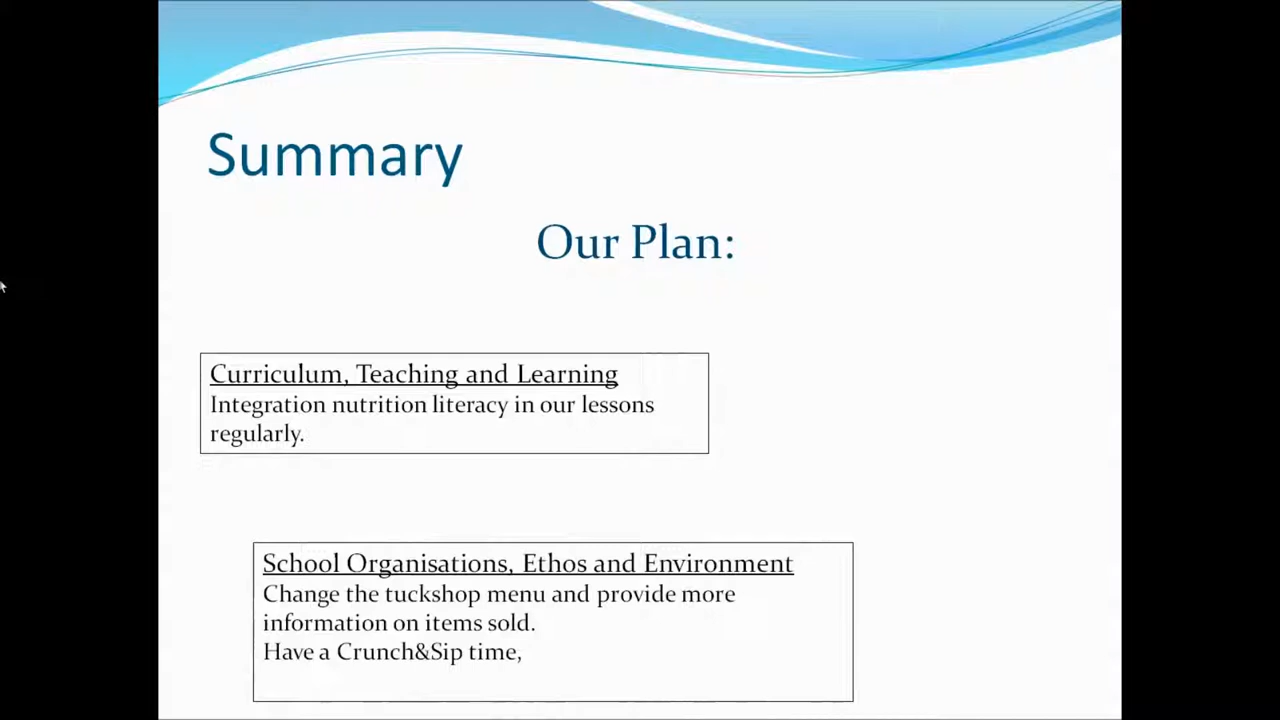 Summary
Our Plan:
Curriculum, Teaching and Learning
Integration nutrition literacy in our lessons
regularly.
School Organisations, Ethos and Environment
Change the tuckshop menu and provide more
information on items sold.
Have a Crunch&Sip time,